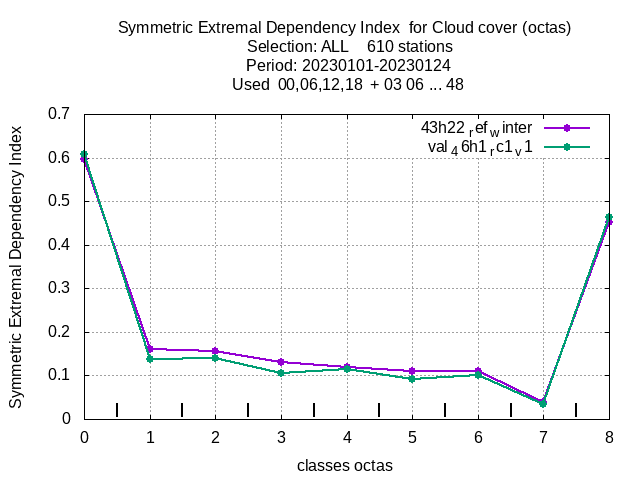 Symmetric Extremal Dependency Index  for Cloud cover (octas)
Selection: ALL    610 stations
Period: 20230101-20230124
Used  00,06,12,18  + 03 06 ... 48
Symmetric Extremal Dependency Index
0.7
0.6
0.5
0.4
0.3
0.2
0.1
0
43h22 ref winter
val 4 6h1 r c1 v 1
0 1 2 3 4 5 6 7 8
classes octas